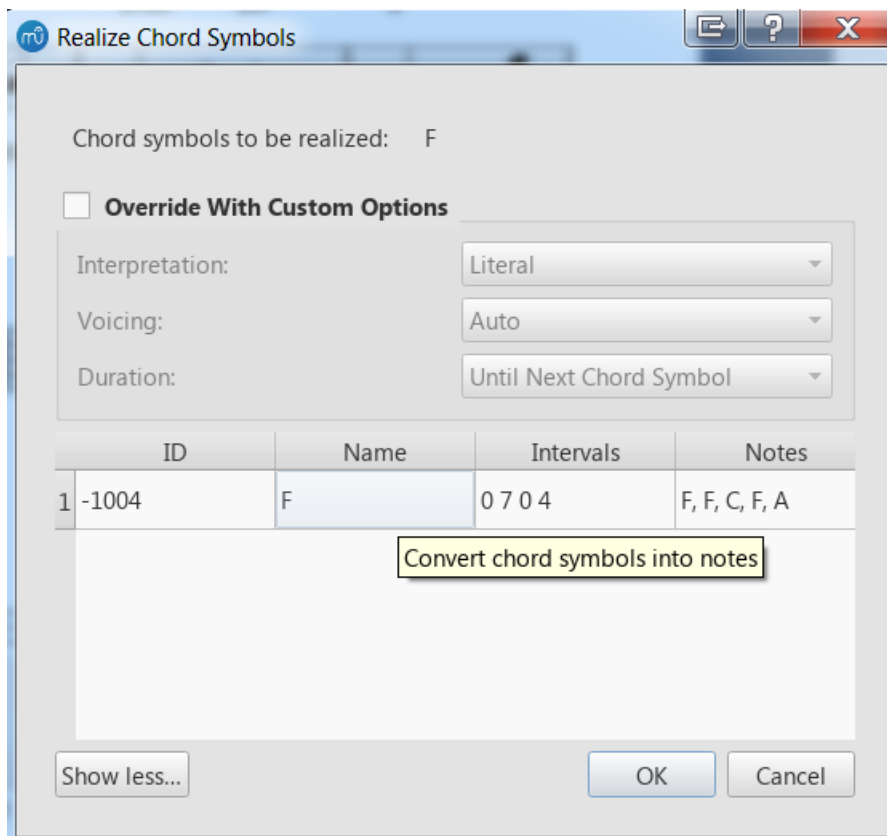 Realize Chord Symbols
Chord symbols to be realized: F
Override With Custom Options
Interpretation: Literal
Voicing: Auto
Duration: Until Next Chord Symbol
ID Name Intervals Notes
1 -1004 F 0 7 0 4 F, F, C, F, A
Convert chord symbols into notes
Show less... OK Cancel